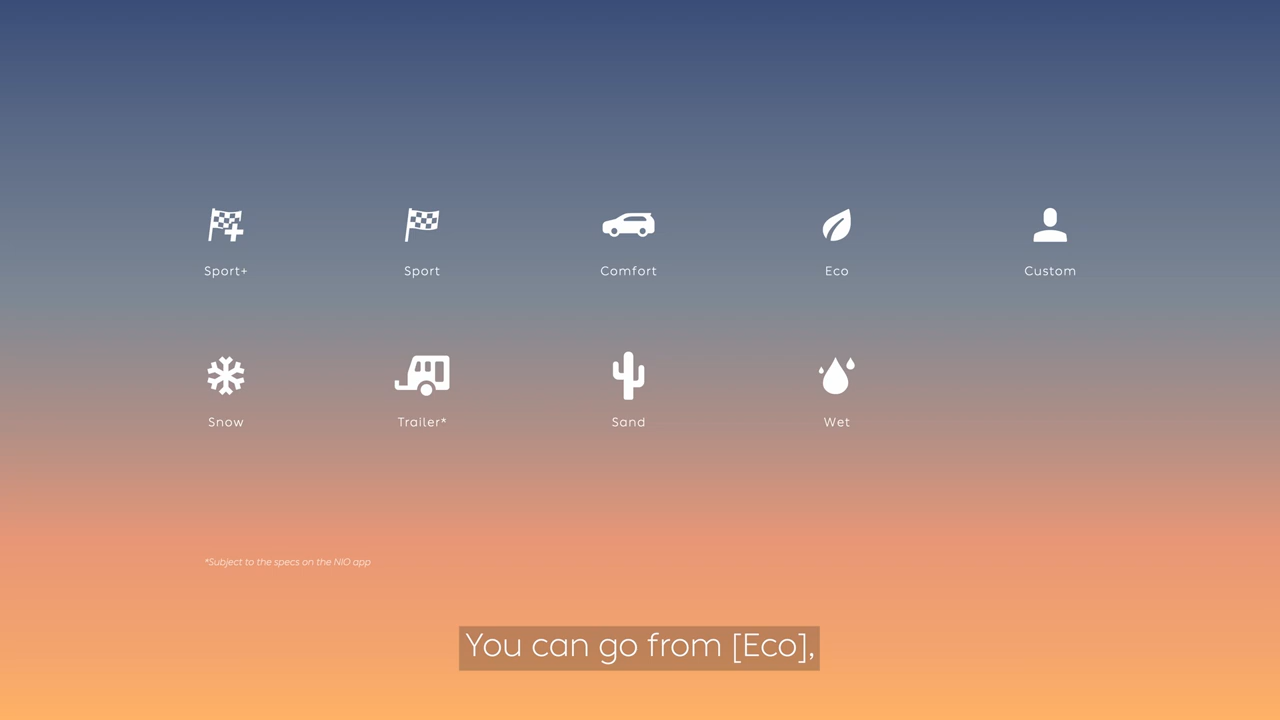 Sport+
Sport
Comfort
Eco
Custom
Snow
Trailer*
Sand
Wet
*Subject to the specs on the NIO app
You can go from [Eco],